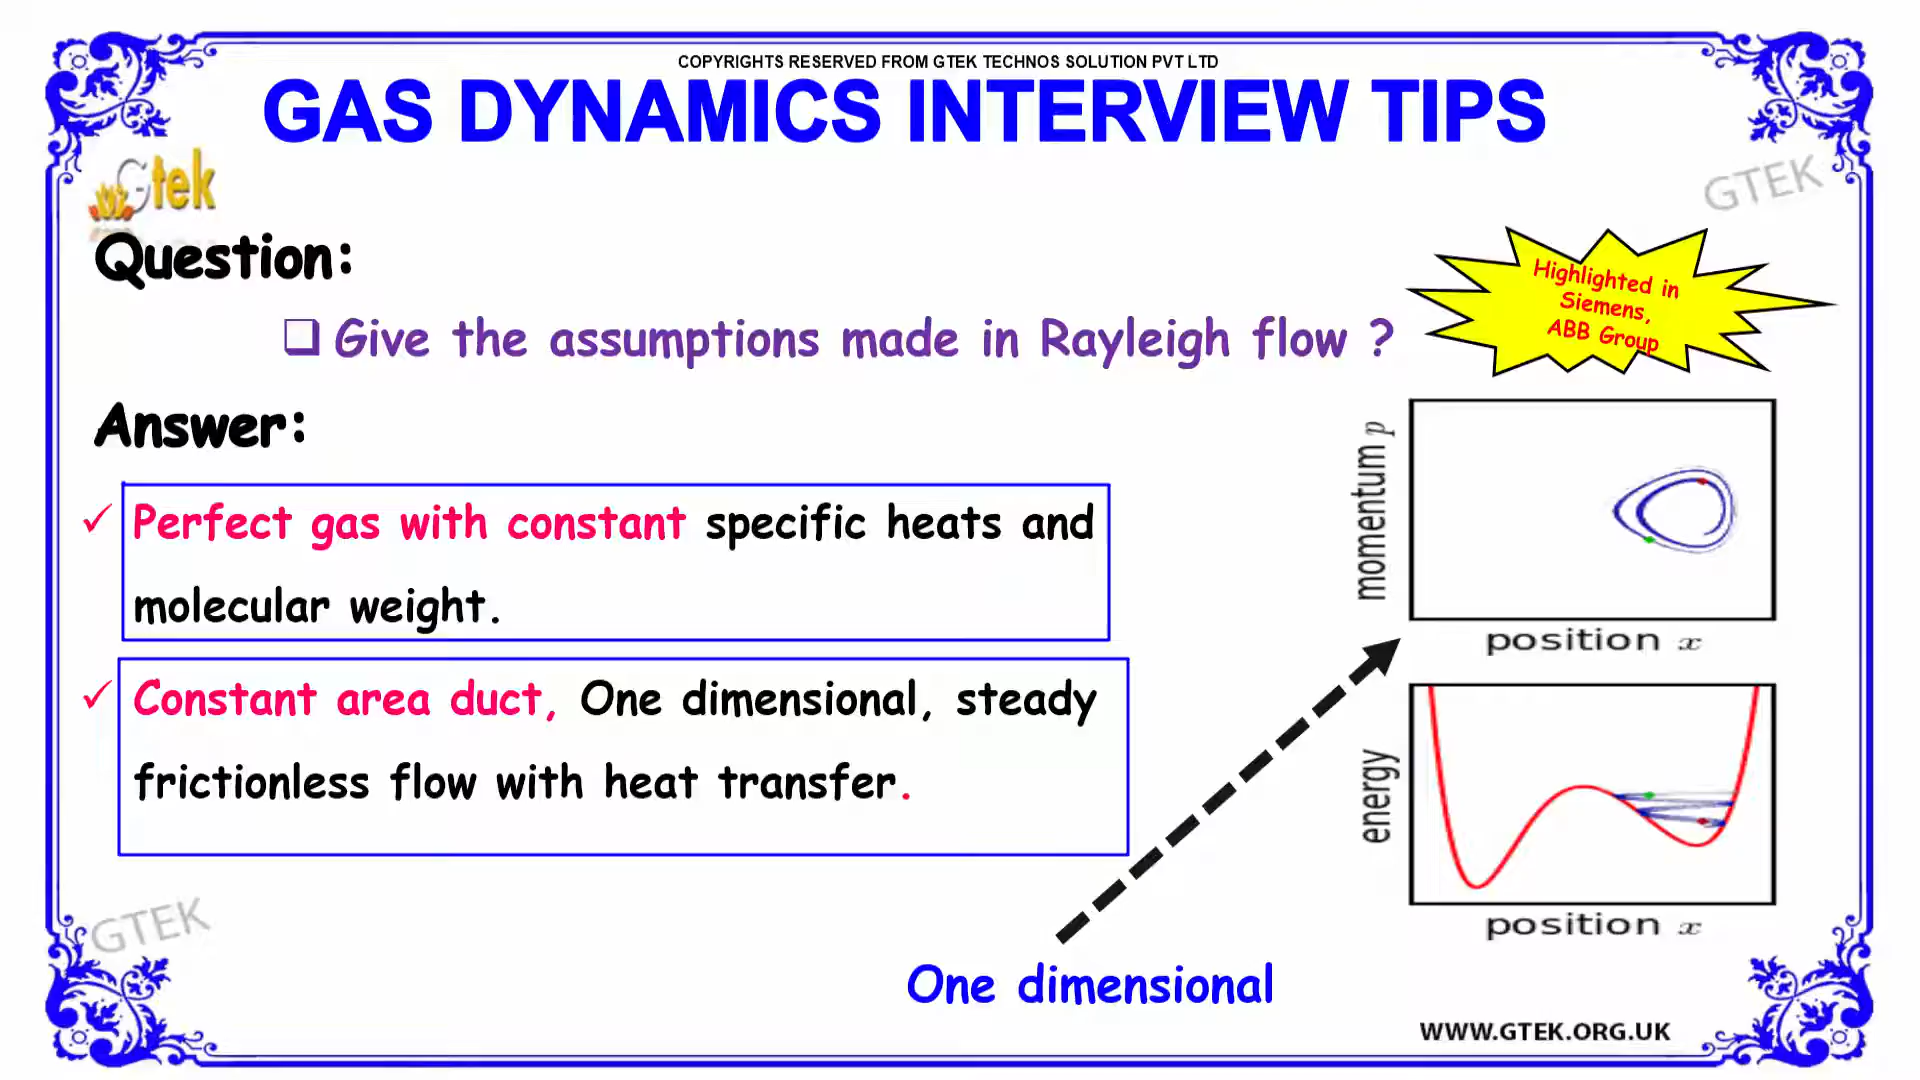 COPYRIGHTS RESERVED FROM GTEK TECHNOS SOLUTION PVT LTD
GAS DYNAMICS INTERVIEW TIPS
Gtek
GTEK
Question:
Highlighted in
Siemens,
ABB Group
❑ Give the assumptions made in Rayleigh flow ?
Answer:
✓ Perfect gas with constant specific heats and
molecular weight.
✓ Constant area duct, One dimensional, steady
frictionless flow with heat transfer.
momentum p
position x
energy
position x
GTEK
One dimensional
WWW.GTEK.ORG.UK